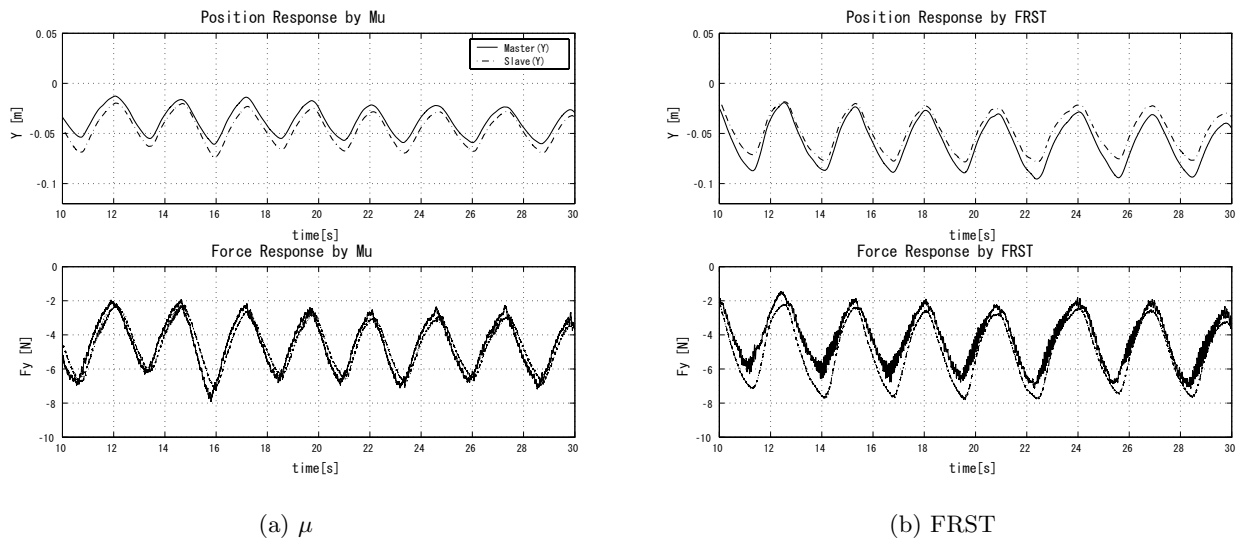 Position Response by Mu
0.05
0
-0.05
-0.1
Y [m]
Master(Y)
Slave(Y)
10 12 14 16 18 20 22 24 26 28 30
time[s]
Force Response by Mu
0
-2
-4
-6
-8
-10
Fy [N]
10 12 14 16 18 20 22 24 26 28 30
time[s]
(a) μ
Position Response by FRST
0.05
0
-0.05
-0.1
Y [m]
10 12 14 16 18 20 22 24 26 28 30
time[s]
Force Response by FRST
0
-2
-4
-6
-8
-10
Fy [N]
10 12 14 16 18 20 22 24 26 28 30
time[s]
(b) FRST